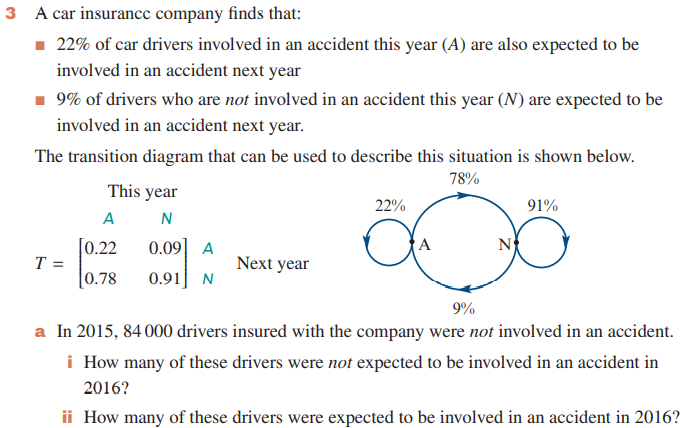 3 A car insurance company finds that:
■ 22% of car drivers involved in an accident this year (A) are also expected to be
involved in an accident next year
■ 9% of drivers who are not involved in an accident this year (N) are expected to be
involved in an accident next year.
The transition diagram that can be used to describe this situation is shown below.
This year
A N
T = [0.22 0.09] A
[0.78 0.91] N
Next year
78%
22%
91%
A
N
9%
a In 2015, 84 000 drivers insured with the company were not involved in an accident.
i How many of these drivers were not expected to be involved in an accident in
2016?
ii How many of these drivers were expected to be involved in an accident in 2016?